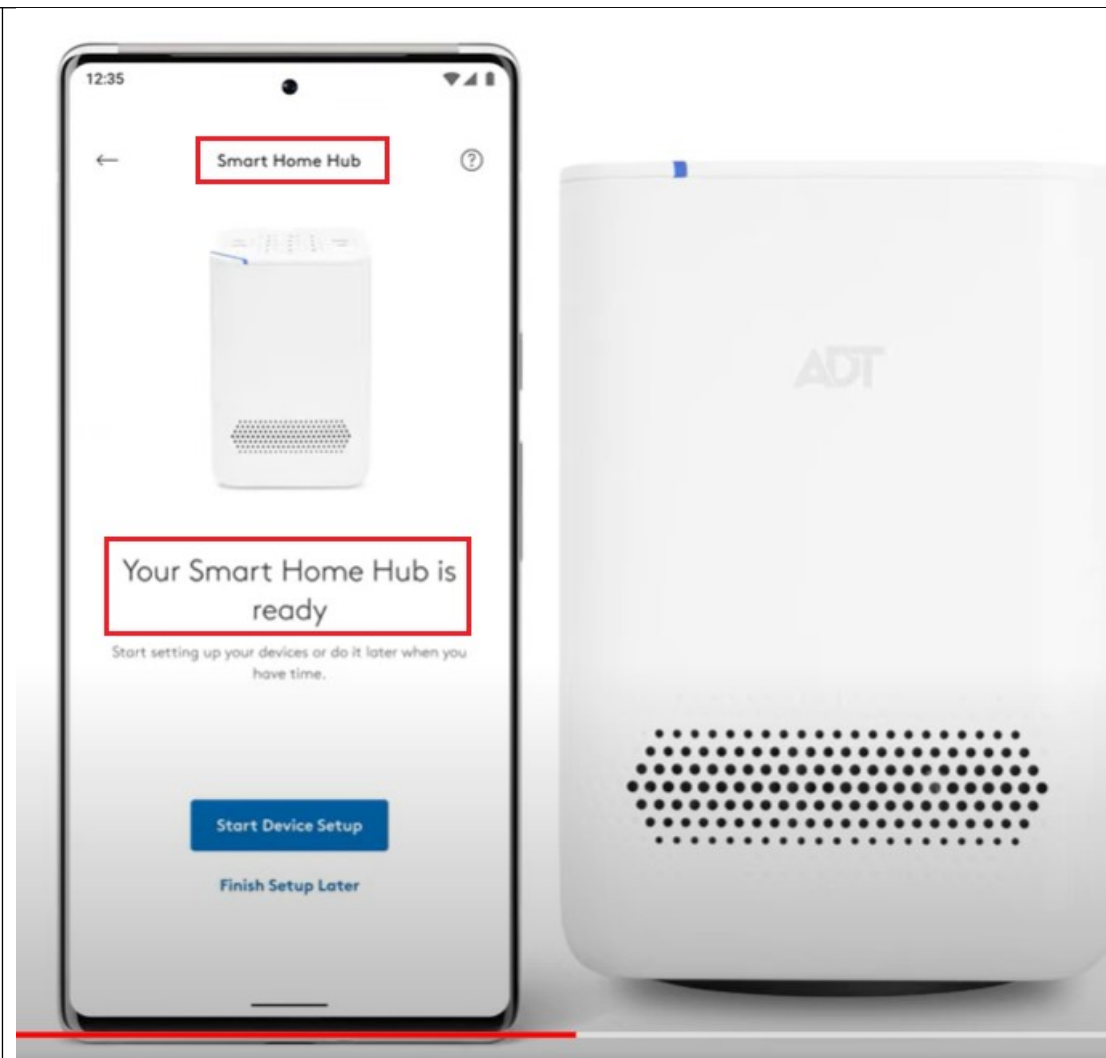 12:35
Smart Home Hub
Your Smart Home Hub is
ready
Start setting up your devices or do it later when you
have time.
Start Device Setup
Finish Setup Later
ADT